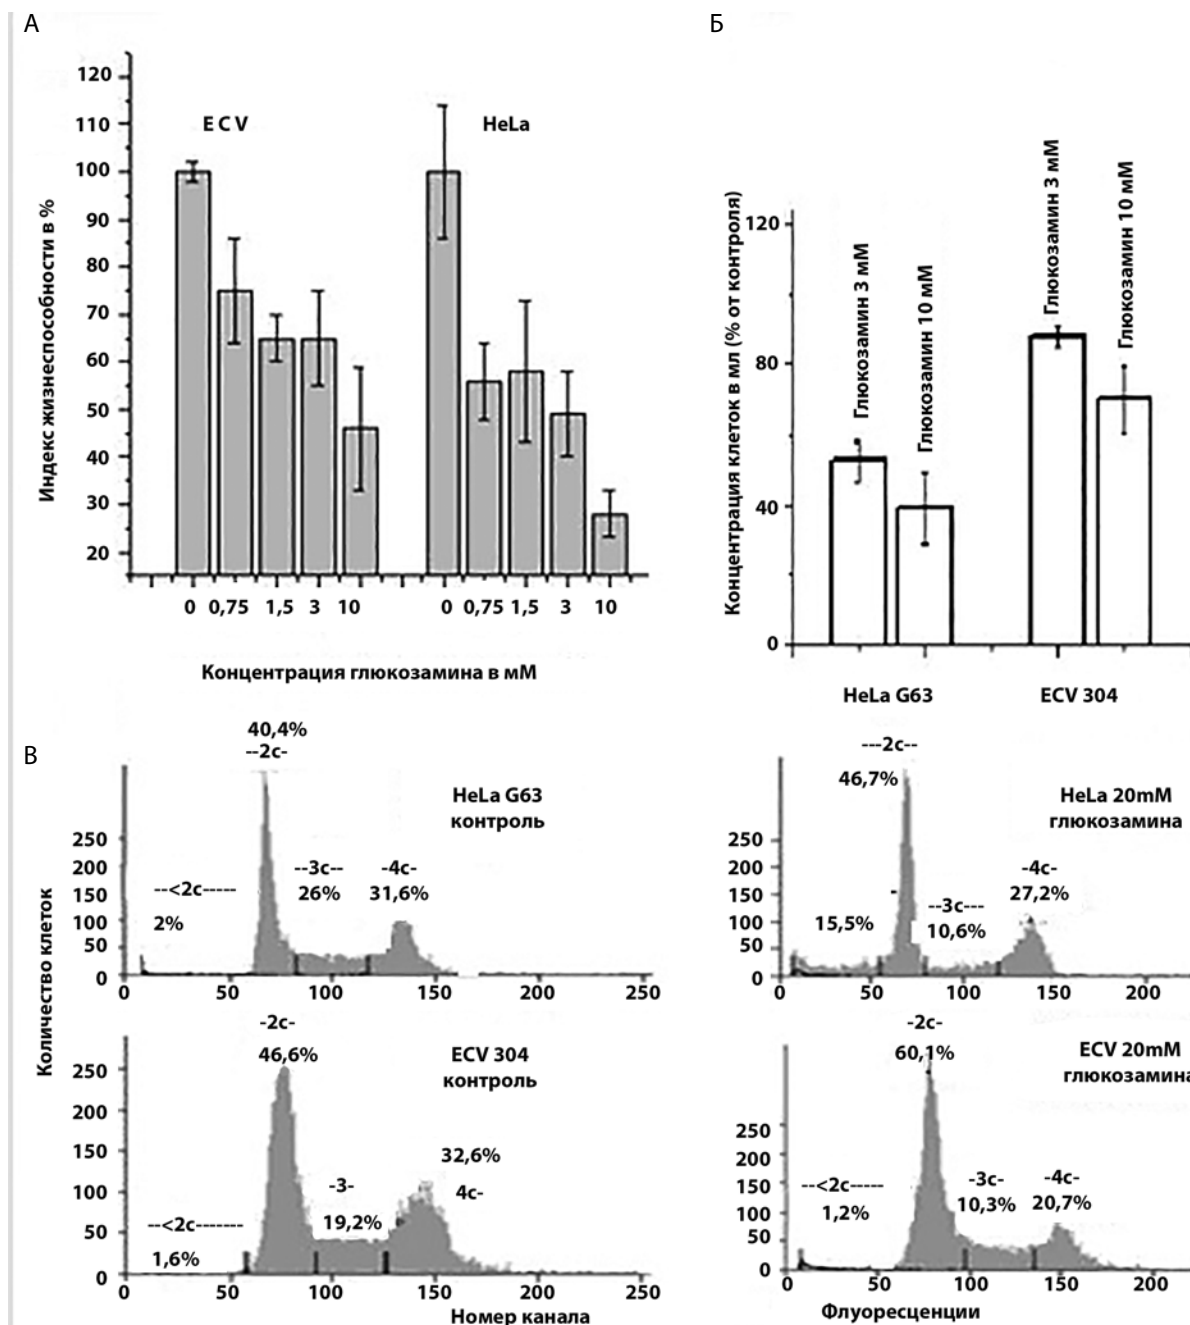 А
120
110
100
90
80
70
60
50
40
30
20
E C V
HeLa
Индекс жизнеспособности в %
0 0,75 1,5 3 10
0 0,75 1,5 3 10
Концентрация глюкозамина в мМ
Б
Концентрация клеток в мл (% от контроля)
120
80
40
0
Глюкозамин 3 мМ
Глюкозамин 10 мМ
Глюкозамин 3 мМ
Глюкозамин 10 мМ
HeLa G63
ECV 304
В
Количество клеток
40,4%
--2c-
HeLa G63
контроль
250
200
150
100
50
0
--<2c-----
2%
--3c--
26%
-4c-
31,6%
0 50 100 150 200 250
---2c--
46,7%
HeLa 20mM
глюкозамина
250
200
150
100
50
0
15,5%
--3c---
10,6%
-4c-
27,2%
0 50 100 150 200
-2c-
46,6%
ECV 304
контроль
250
200
150
100
50
0
--<2c-------
1,6%
-3-
19,2%
32,6%
4c-
0 50 100 150 200 250
Номер канала
-2c-
60,1%
ECV 20mM
глюкозамина
250
200
150
100
50
0
--<2c-----
1,2%
-3c-
10,3%
-4c-
20,7%
0 50 100 150 200
Флуоресценции